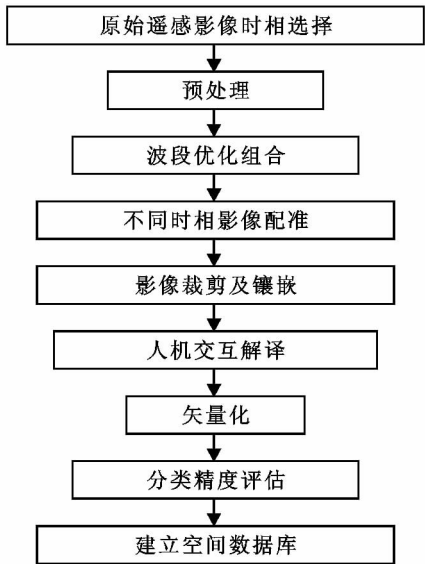 原始遥感影像时相选择
预处理
波段优化组合
不同时相影像配准
影像裁剪及镶嵌
人机交互解译
矢量化
分类精度评估
建立空间数据库